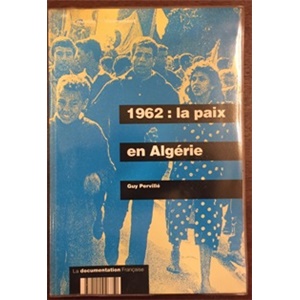 1962 : la paix
en Algérie
Guy Pervillé
La documentation Française